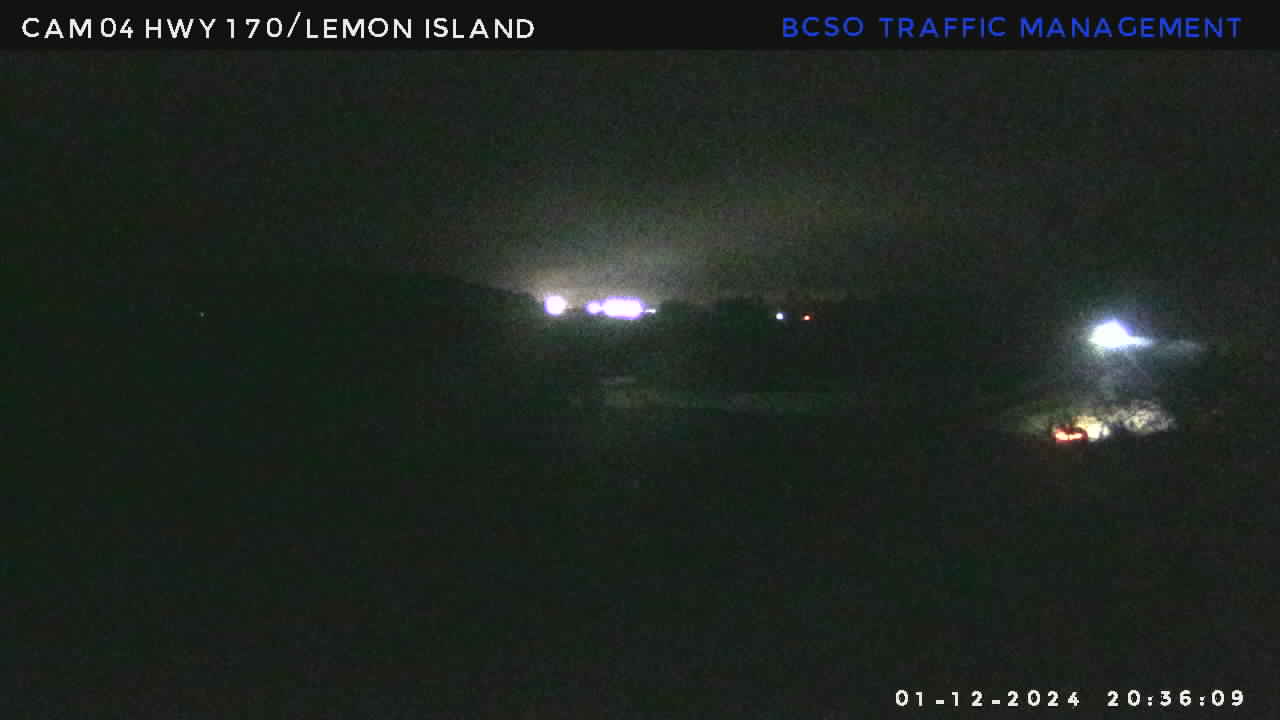 CAM04 HWY 170/LEMON ISLAND
BCSO TRAFFIC MANAGEMENT
01-12-2024 20:36:09